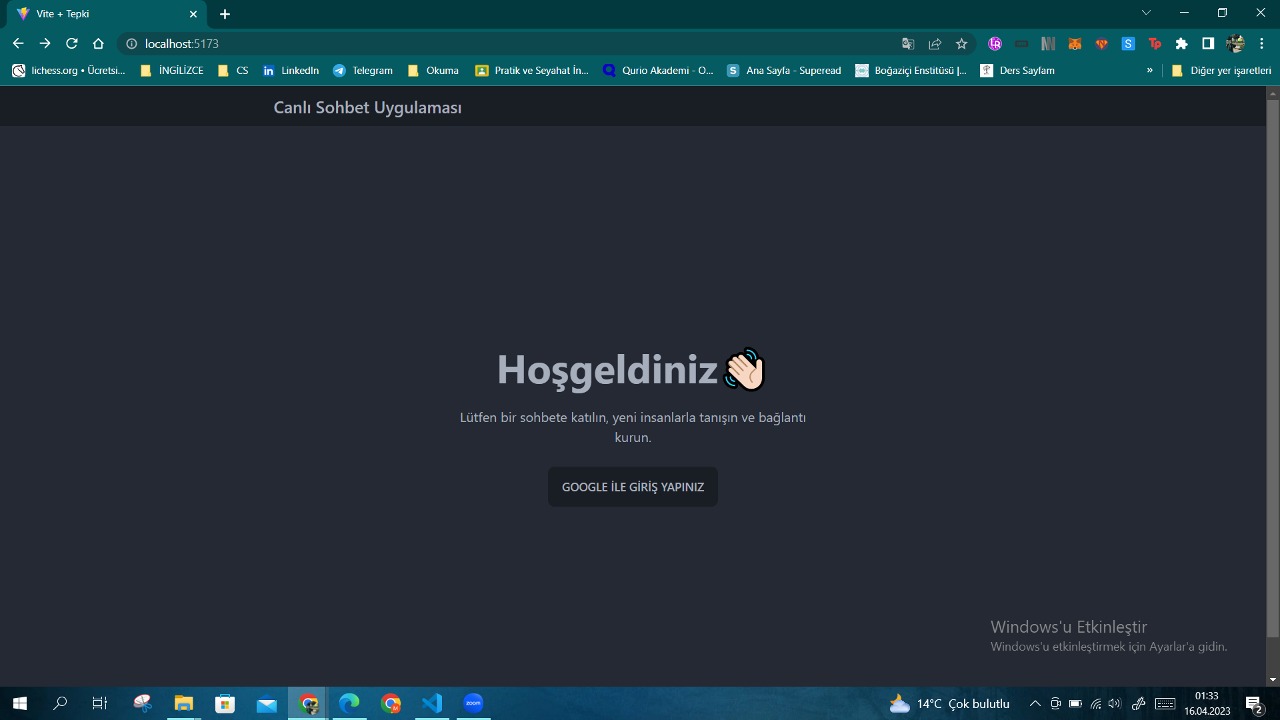 Vite + Tepki
localhost:5173
lichess.org • Ücretsi...
İNGİLİZCE
CS
LinkedIn
Telegram
Okuma
Pratik ve Seyahat İn...
Qurio Akademi - O...
Ana Sayfa - Superead
Boğaziçi Enstitüsü |...
Ders Sayfam
»
Diğer yer işaretleri
Canlı Sohbet Uygulaması
Hoşgeldiniz
Lütfen bir sohbete katılın, yeni insanlarla tanışın ve bağlantı
kurun.
GOOGLE İLE GİRİŞ YAPINIZ
Windows'u Etkinleştir
Windows'u etkinleştirmek için Ayarlar'a gidin.
zoom
14°C Çok bulutlu
01:33
16.04.2023
2